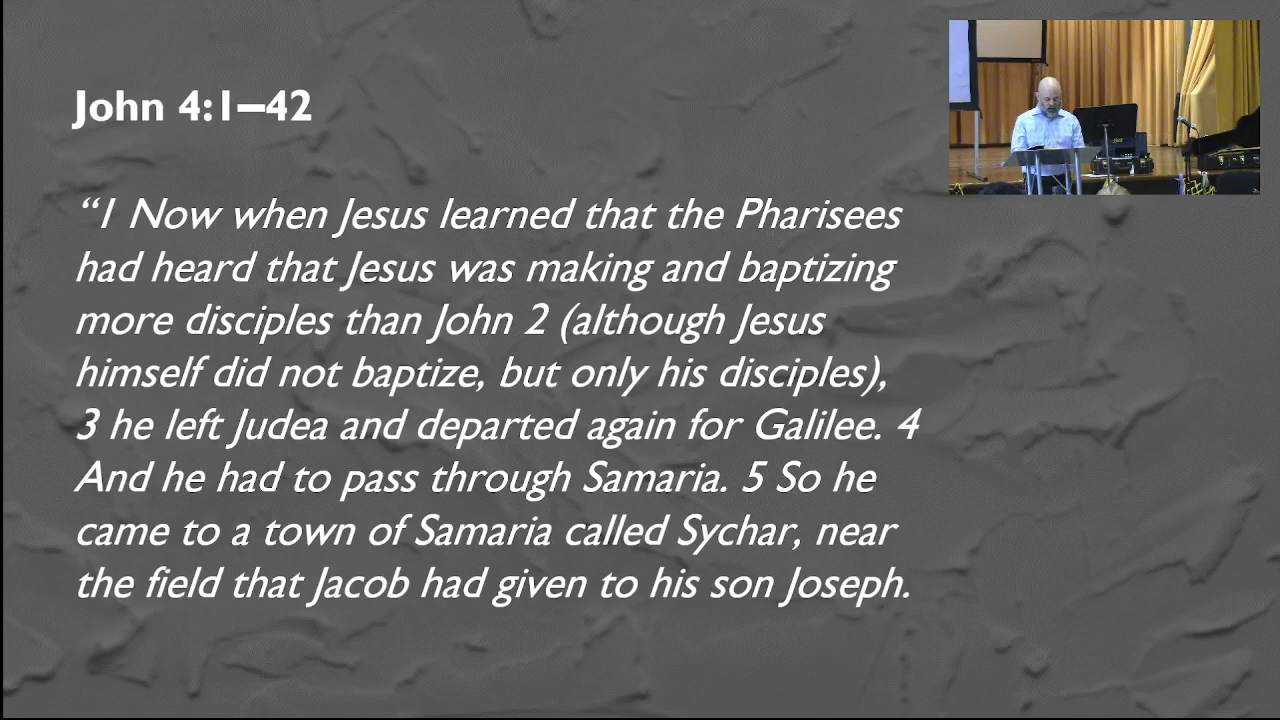 John 4:1–42
“1 Now when Jesus learned that the Pharisees
had heard that Jesus was making and baptizing
more disciples than John 2 (although Jesus
himself did not baptize, but only his disciples),
3 he left Judea and departed again for Galilee. 4
And he had to pass through Samaria. 5 So he
came to a town of Samaria called Sychar, near
the field that Jacob had given to his son Joseph.